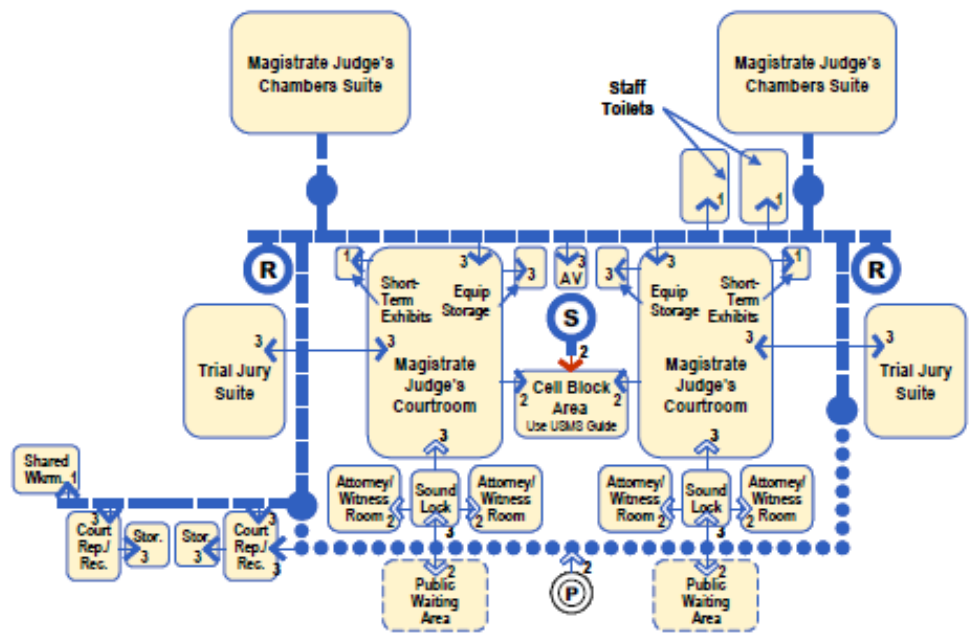 Magistrate Judge's
Chambers Suite
Magistrate Judge's
Chambers Suite
Staff
Toilets
1
1
R
R
1
3
3
3
AV
3
3
1
Short-
Term
Exhibits
Equip
Storage
S
2
Equip
Storage
Short-
Term
Exhibits
3
3
3
3
Trial Jury
Suite
Magistrate
Judge's
Courtroom
2
Cell Block
Area
Use USMS Guide
2
Magistrate
Judge's
Courtroom
Trial Jury
Suite
3
3
Shared
Wkrm.
1
Attorney/
Witness
Room
2
Sound
Lock
Attorney/
Witness
Room
2
Attorney/
Witness
Room
2
Sound
Lock
Attorney/
Witness
Room
2
3
Court
Rep./
Rec.
Stor.
3
Stor.
3
3
Court
Rep./
Rec.
3
3
3
2
Public
Waiting
Area
2
P
2
Public
Waiting
Area